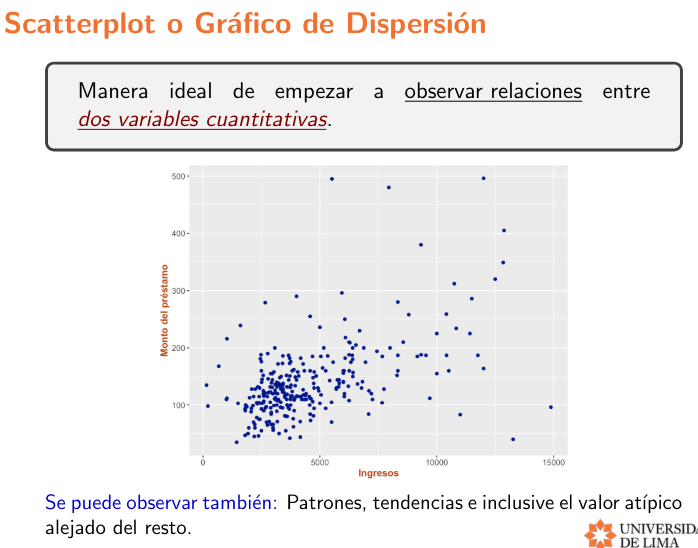 Scatterplot o Gráfico de Dispersión
Manera ideal de empezar a observar relaciones entre
dos variables cuantitativas.
500
400
300
200
100
Monto del préstamo
0 5000 10000 15000
Ingresos
Se puede observar también: Patrones, tendencias e inclusive el valor atípico
alejado del resto.
UNIVERSIDA
DE LIMA